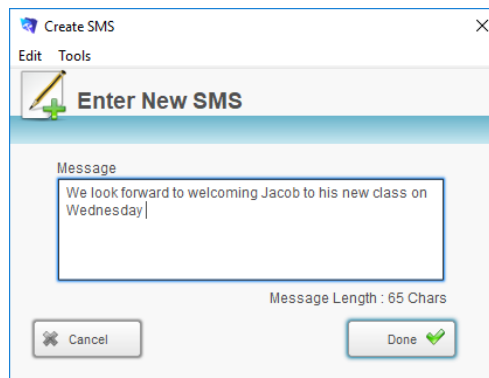 Create SMS
Edit Tools
Enter New SMS
Message
We look forward to welcoming Jacob to his new class on
Wednesday
Message Length : 65 Chars
Cancel
Done